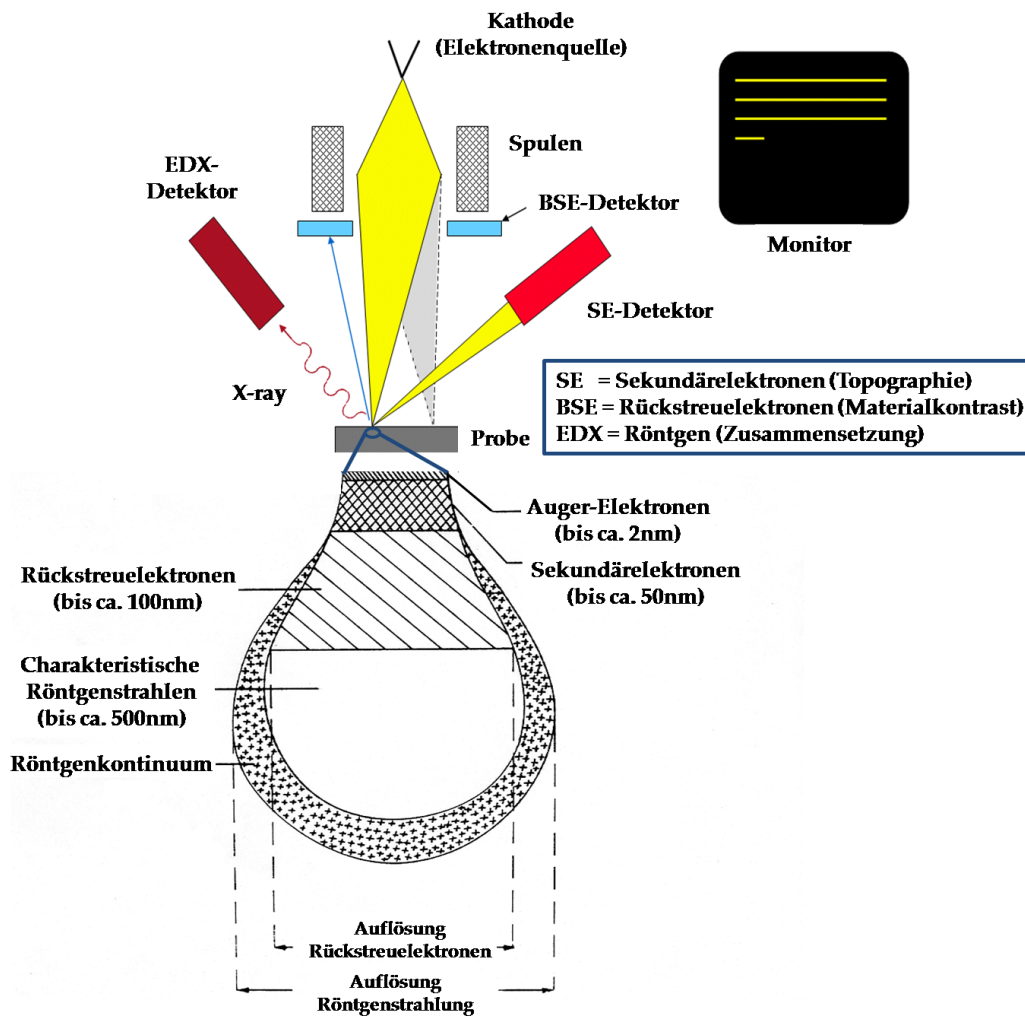 Kathode
(Elektronenquelle)
Spulen
EDX-
Detektor
BSE-Detektor
Monitor
SE-Detektor
X-ray
SE = Sekundärelektronen (Topographie)
BSE = Rückstreuelektronen (Materialkontrast)
EDX = Röntgen (Zusammensetzung)
Probe
Auger-Elektronen
(bis ca. 2nm)
Rückstreuelektronen
(bis ca. 100nm)
Sekundärelektronen
(bis ca. 50nm)
Charakteristische
Röntgenstrahlen
(bis ca. 500nm)
Röntgenkontinuum
Auflösung
Rückstreuelektronen
Auflösung
Röntgenstrahlung